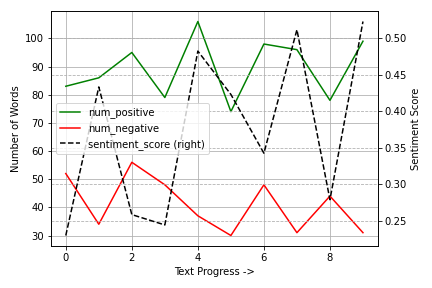 100
90
80
70
60
50
40
30
Number of Words
num_positive
num_negative
sentiment_score (right)
0.50
0.45
0.40
0.35
0.30
0.25
Sentiment Score
0 2 4 6 8
Text Progress ->